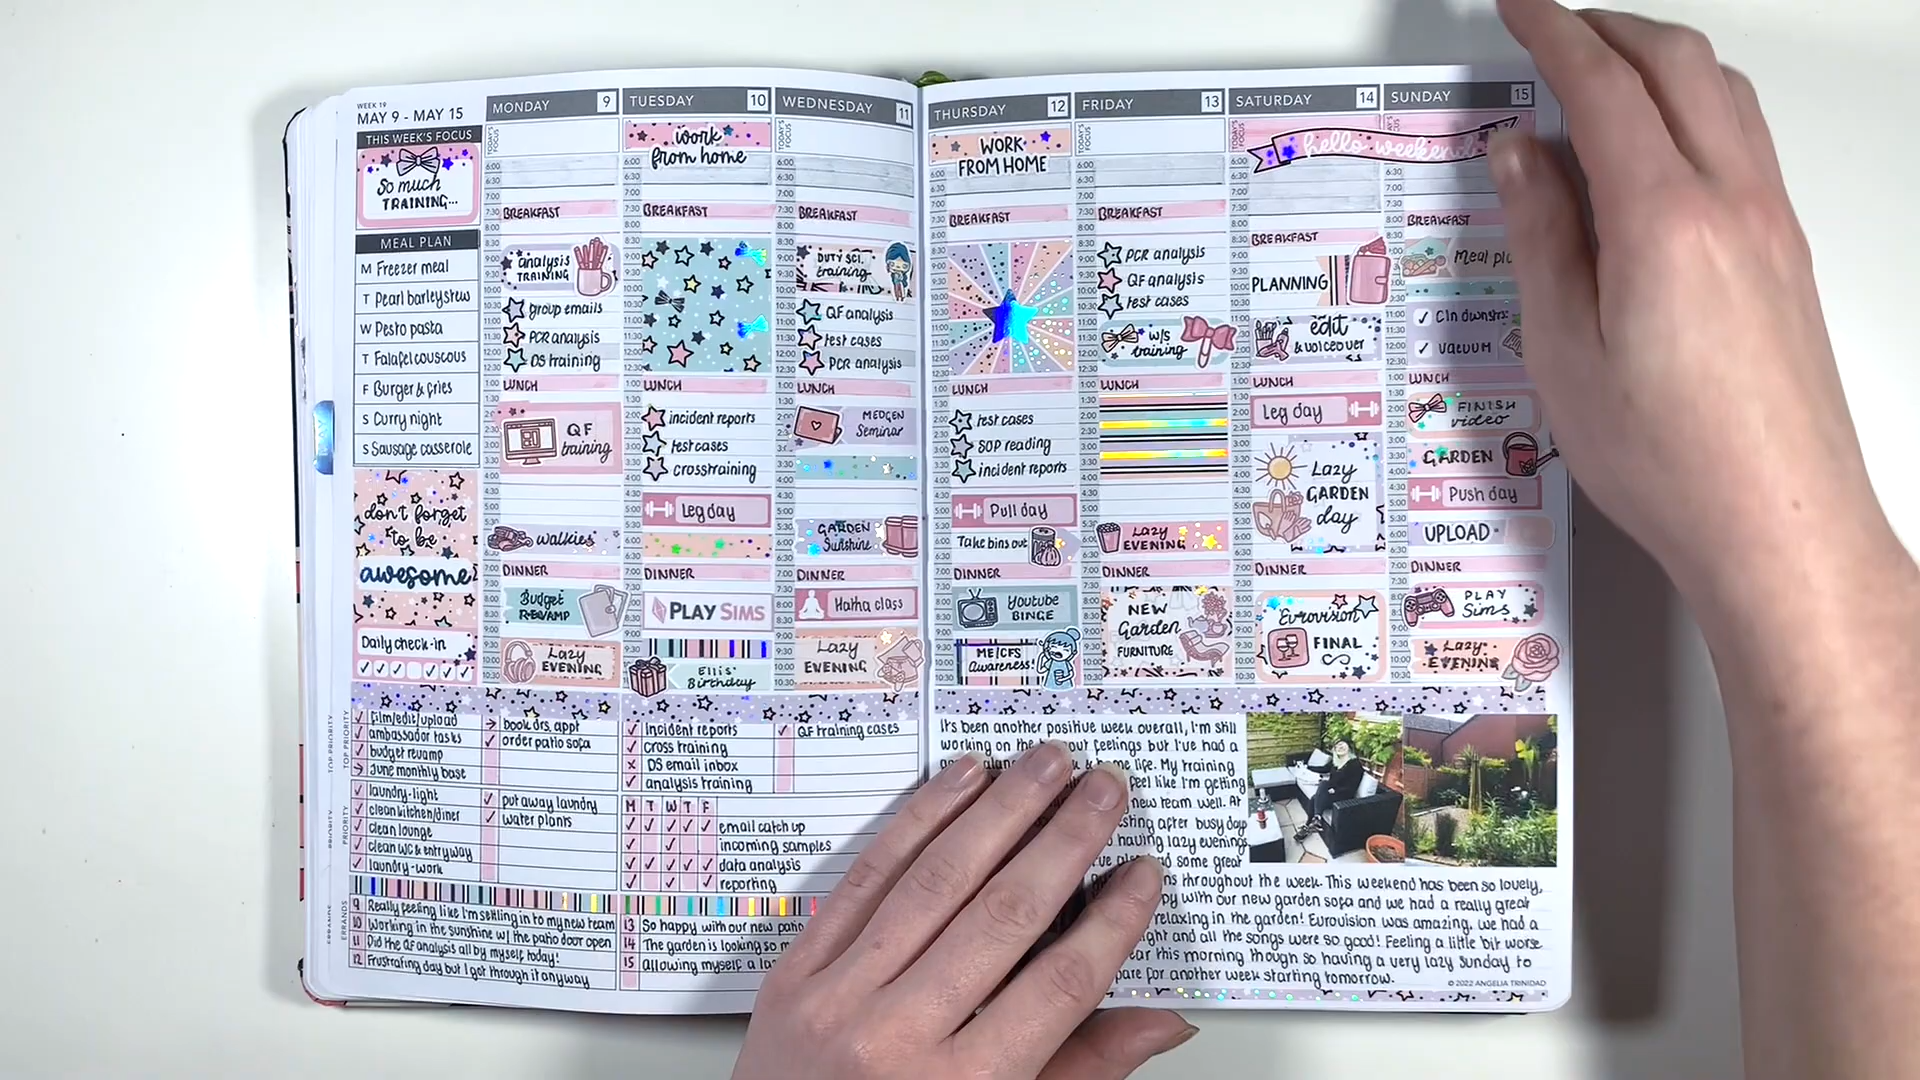 WEEK 19
MAY 9 - MAY 15
THIS WEEK'S FOCUS
So much
TRAINING...
MEAL PLAN
M Freezer meal
T Pearl barley stew
W Pesto pasta
T Falafel couscous
F Burger & fries
S Curry night
S Sausage casserole
don't forget
to be
awesome
Daily check-in
MONDAY 9
TODAY'S FOCUS
BREAKFAST
analysis
TRAINING
group emails
PCR analysis
DS training
LUNCH
QF
training
walkies
DINNER
Budget
REVAMP
Lazy
EVENING
TUESDAY 10
work
from home
BREAKFAST
LUNCH
incident reports
test cases
crosstraining
Leg day
DINNER
PLAY SIMS
Ellis'
Birthday
WEDNESDAY 11
TODAY'S FOCUS
BREAKFAST
DUTY SCI.
training
QF analysis
test cases
PCR analysis
LUNCH
MEDGEN
Seminar
GARDEN
Sunshine
DINNER
Hatha class
Lazy
EVENING
THURSDAY 12
WORK
FROM HOME
BREAKFAST
LUNCH
test cases
SOP reading
incident reports
Pull day
Take bins out
DINNER
Youtube
BINGE
ME/CFS
Awareness!
FRIDAY 13
TODAY'S FOCUS
BREAKFAST
PCR analysis
QF analysis
test cases
w/s
training
LUNCH
LAZY
EVENING
DINNER
NEW
Garden
FURNITURE
SATURDAY 14
hello weekend
BREAKFAST
PLANNING
edit
& voiceover
LUNCH
Leg day
Lazy
GARDEN
day
DINNER
Eurovision
FINAL
SUNDAY 15
BREAKFAST
Meal
Cln dwnstrs
vacuum
LUNCH
FINISH
video
GARDEN
Push day
UPLOAD
DINNER
PLAY
Sims
Lazy
EVENING
TOP PRIORITY
film/edit/upload
ambassador tasks
budget revamp
June monthly base
book drs. appt
order patio sofa
PRIORITY
laundry-light
clean kitchen/diner
clean lounge
clean WC & entryway
laundry-work
put away laundry
water plants
ERRANDS
9 Really feeling like I'm settling in to my new team
10 Working in the sunshine w/ the patio door open
11 Did the QF analysis all by myself today!
12 Frustrating day but I got through it anyway
Incident reports
cross training
DS email inbox
analysis training
QF training cases
M T W T F
email catch up
incoming samples
data analysis
reporting
13 So happy with our new patio
14 The garden is looking so
15 allowing myself a
It's been another positive week overall, I'm still
working on the feelings but I've had a
life. My training
feel like I'm getting
new team well. At
after busy day
having lazy evenings
some great
throughout the week. This weekend has been so lovely,
with our new garden sofa and we had a really great
relaxing in the garden! Eurovision was amazing, we had a
and all the songs were so good! Feeling a little bit worse
this morning though so having a very lazy Sunday to
for another week starting tomorrow.
© 2022 ANGELIA TRINIDAD